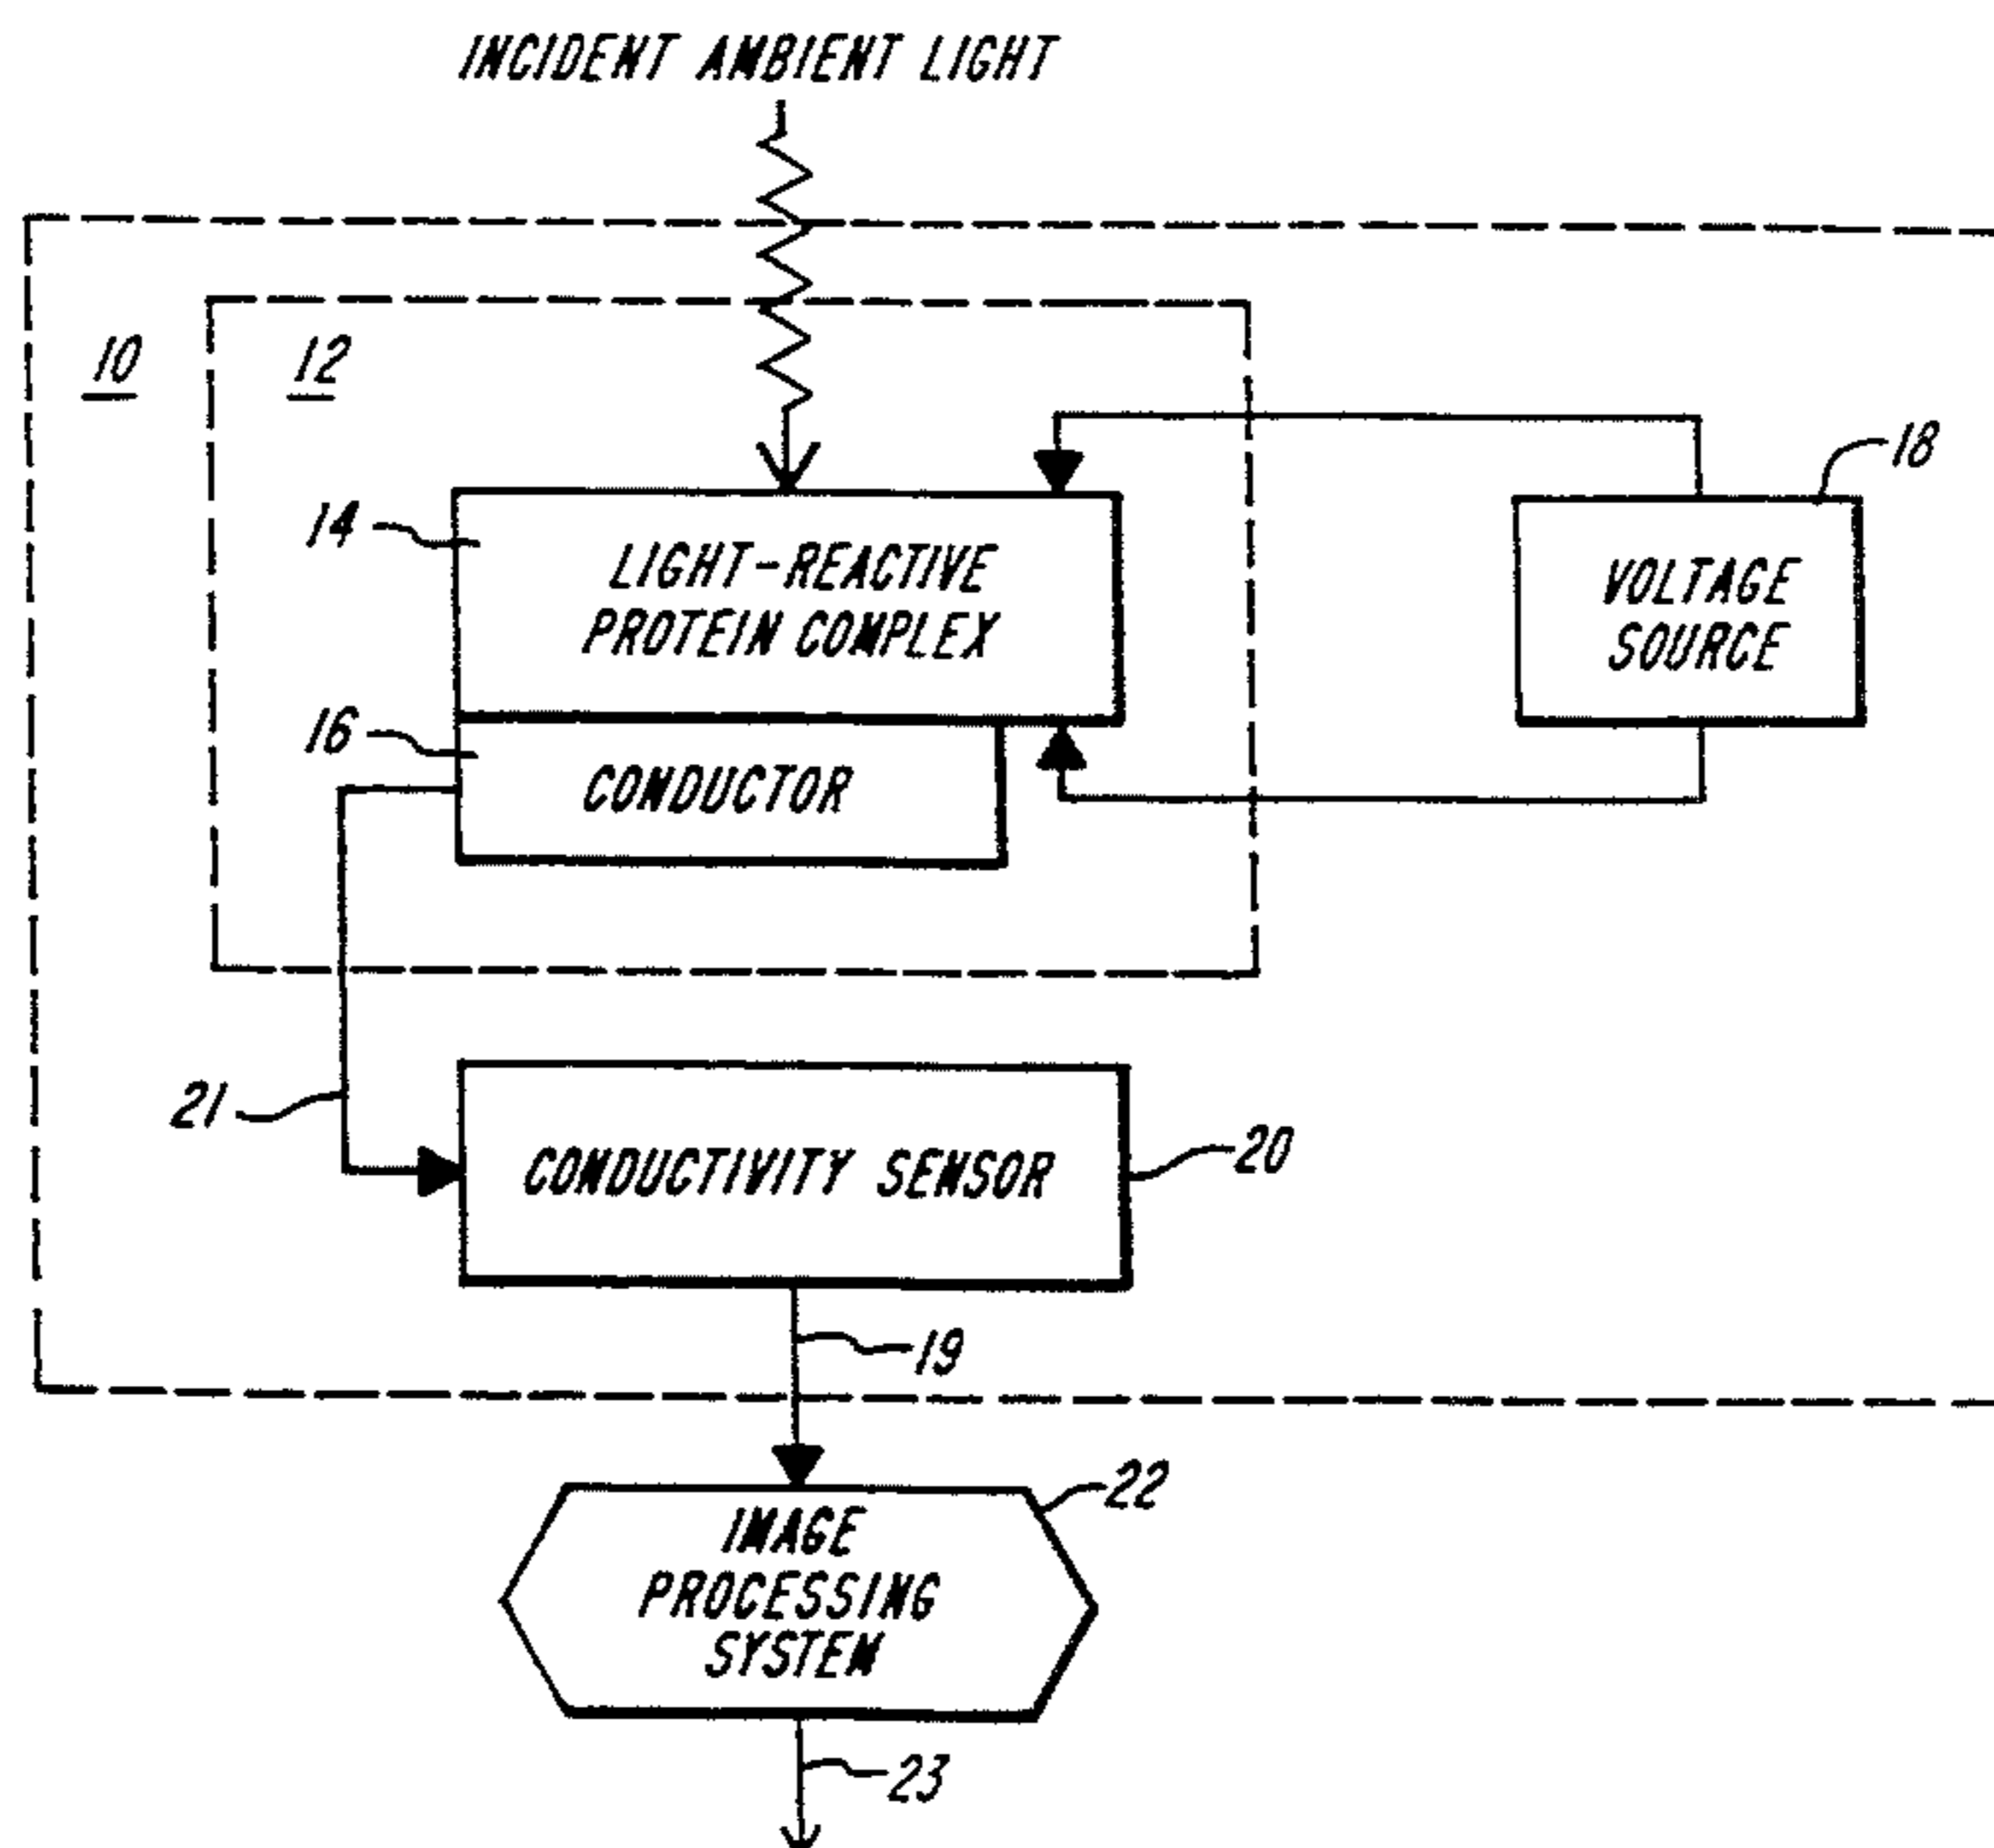 INCIDENT AMBIENT LIGHT
10
12
18
14
LIGHT-REACTIVE
PROTEIN COMPLEX
VOLTAGE
SOURCE
16
CONDUCTOR
21
CONDUCTIVITY SENSOR
20
19
22
IMAGE
PROCESSING
SYSTEM
23